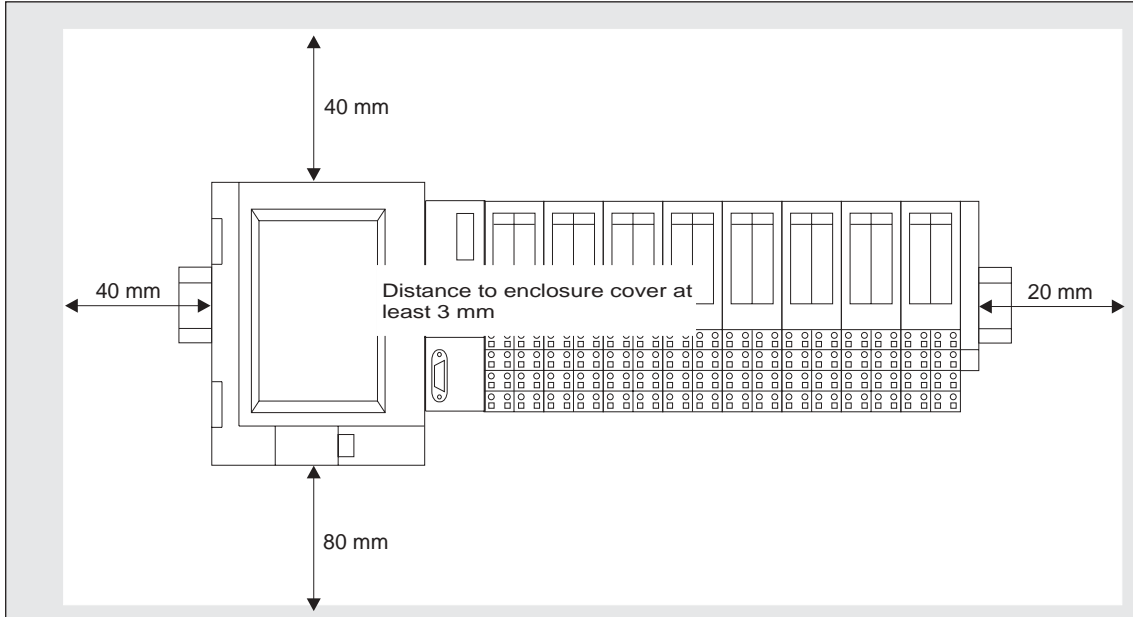 40 mm
40 mm
Distance to enclosure cover at
least 3 mm
20 mm
80 mm